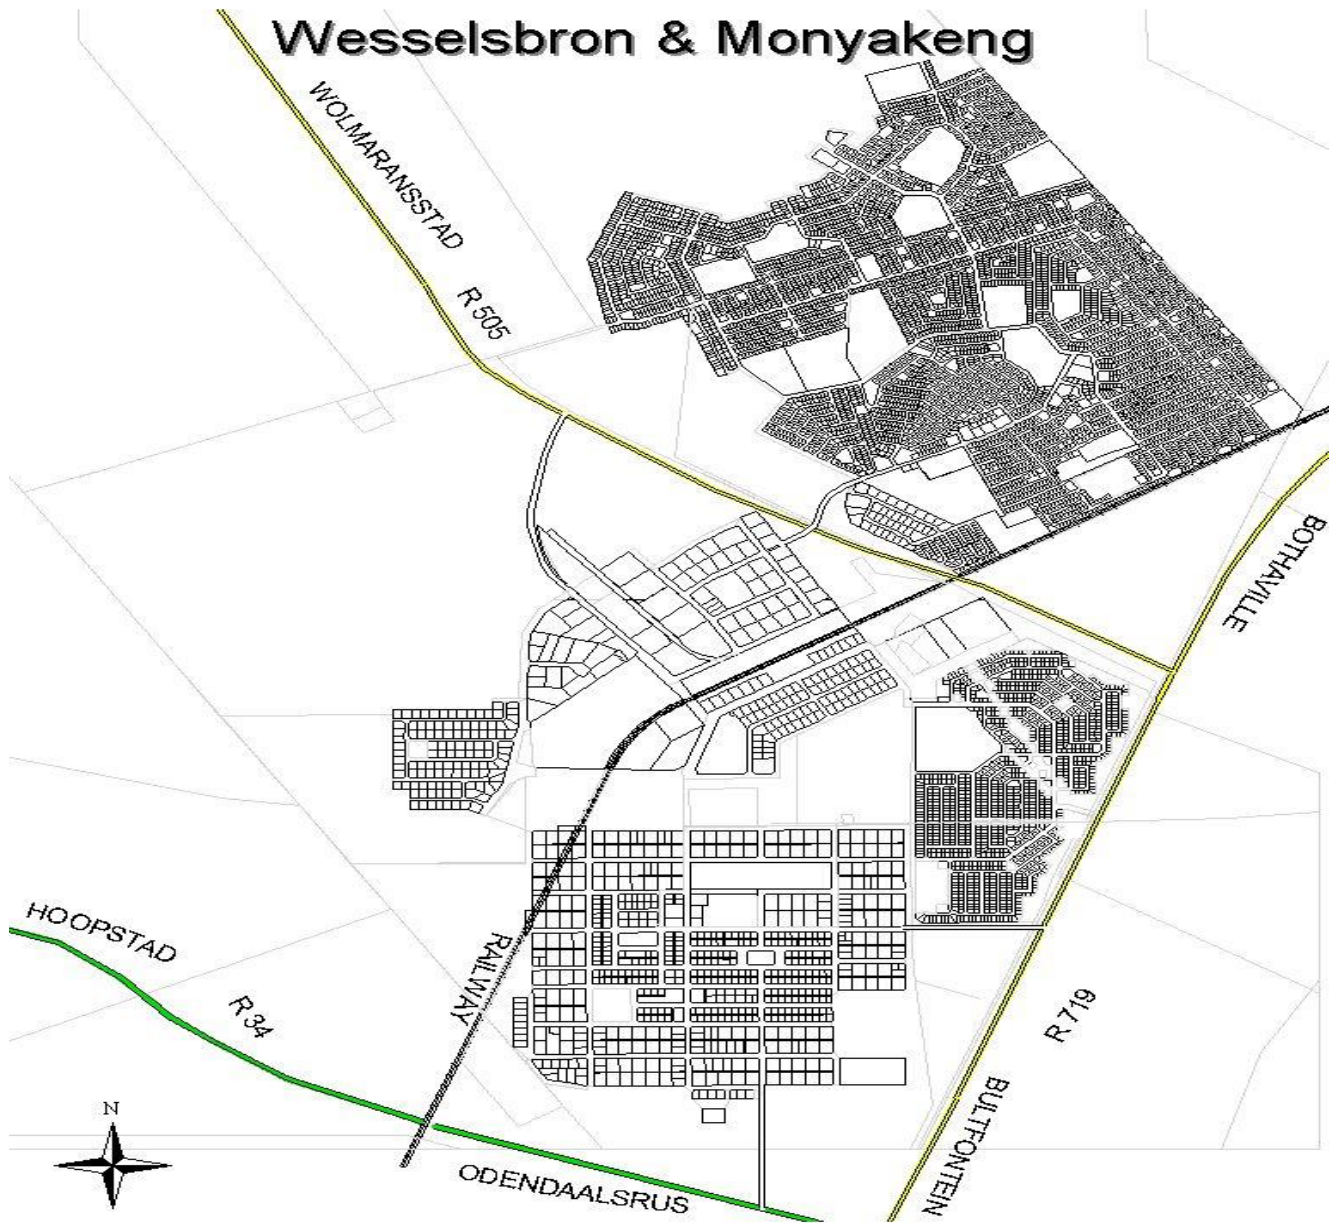 Wesselsbron & Monyakeng
WOLMARANSSTAD
R 505
BOTHAVILLE
HOOPSTAD
R 34
RAILWAY
R 719
BULTFONTEIN
N
ODENDAALSRUS